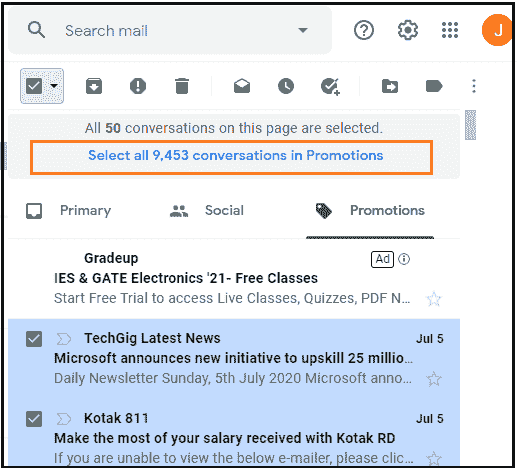 Search mail
J
All 50 conversations on this page are selected.
Select all 9,453 conversations in Promotions
Primary Social Promotions
Gradeup Ad
IES & GATE Electronics '21- Free Classes
Start Free Trial to access Live Classes, Quizzes, PDF N...
TechGig Latest News Jul 5
Microsoft announces new initiative to upskill 25 millio...
Daily Newsletter Sunday, 5th July 2020 Microsoft anno...
Kotak 811 Jul 5
Make the most of your salary received with Kotak RD
If you are unable to view the below e-mailer, please clic...